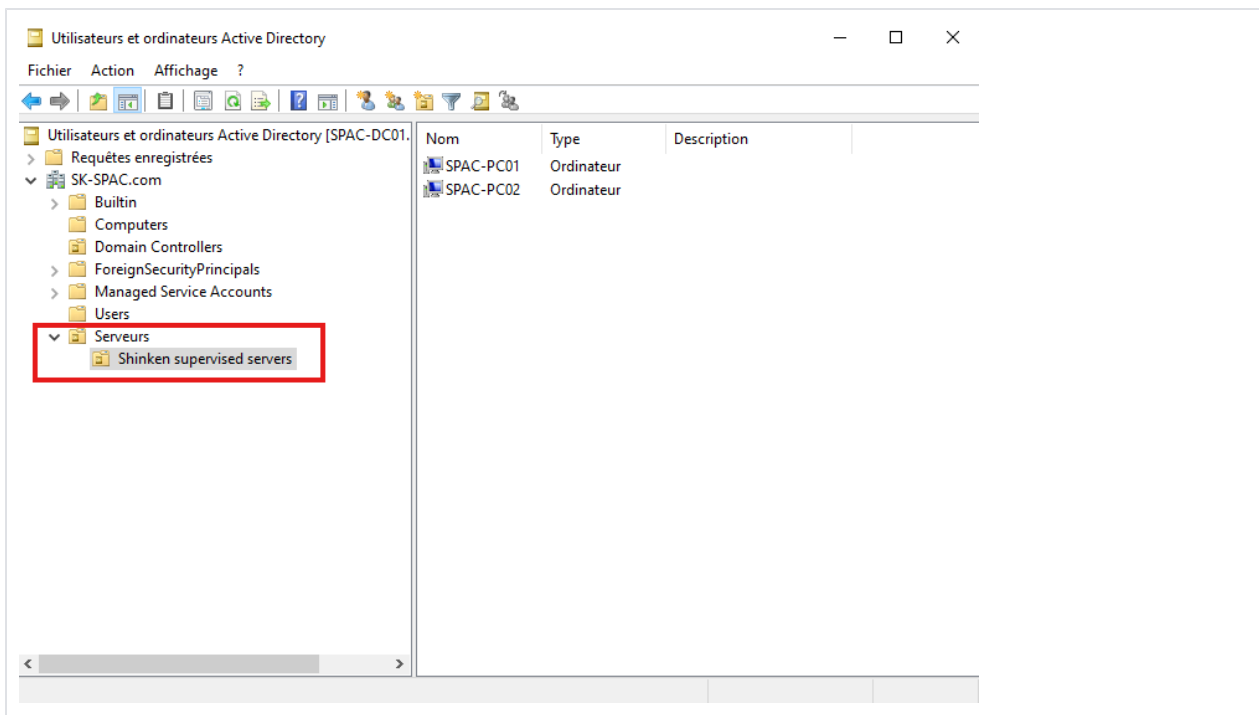 Utilisateurs et ordinateurs Active Directory
Fichier Action Affichage ?
Utilisateurs et ordinateurs Active Directory [SPAC-DC01.
Requêtes enregistrées
SK-SPAC.com
Builtin
Computers
Domain Controllers
ForeignSecurityPrincipals
Managed Service Accounts
Users
Serveurs
Shinken supervised servers
Nom Type Description
SPAC-PC01 Ordinateur
SPAC-PC02 Ordinateur